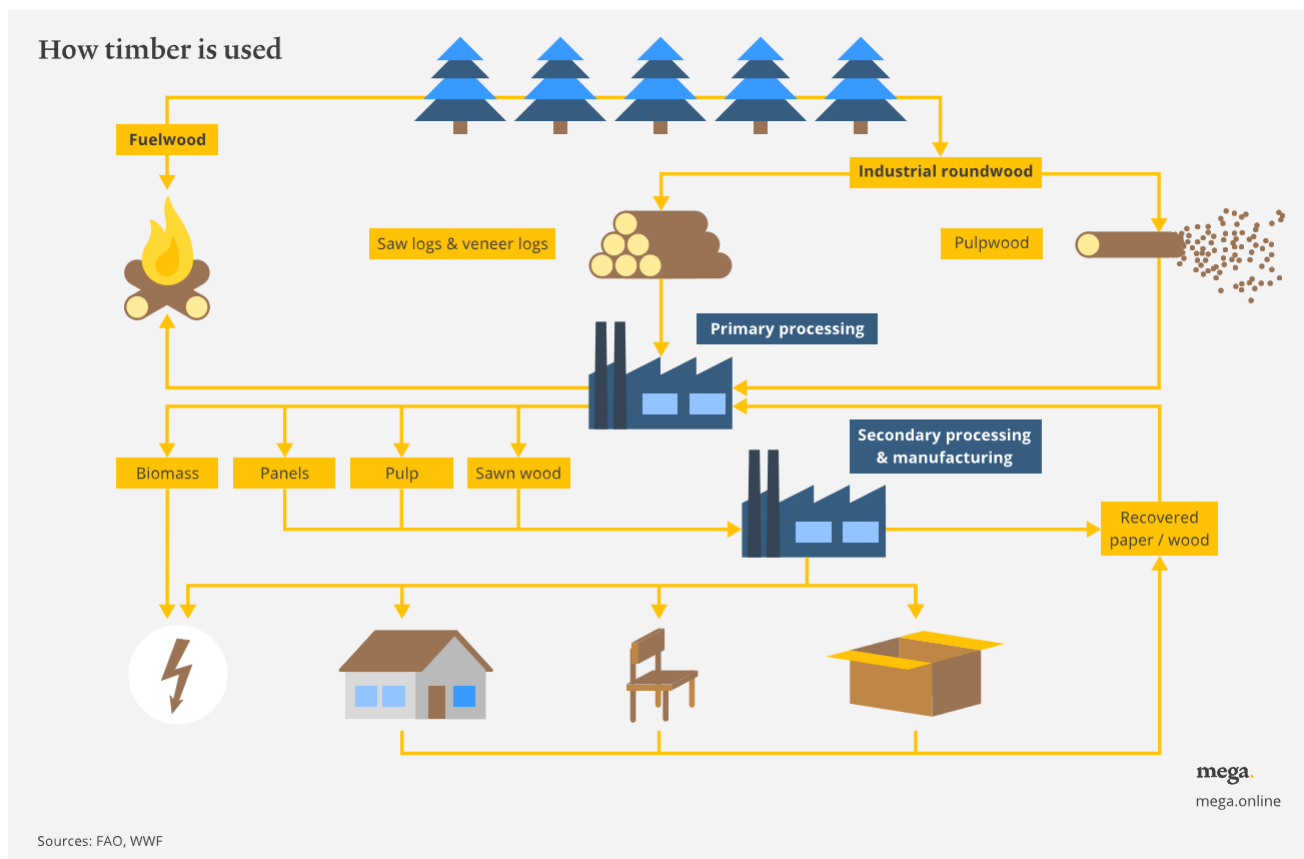 How timber is used
Fuelwood
Industrial roundwood
Saw logs & veneer logs
Pulpwood
Primary processing
Secondary processing
& manufacturing
Biomass
Panels
Pulp
Sawn wood
Recovered
paper / wood
mega.
mega.online
Sources: FAO, WWF